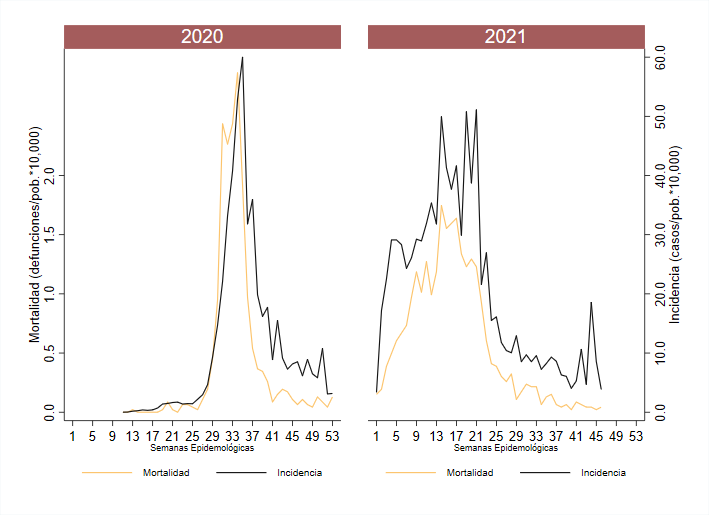 2020
2021
Mortalidad (defunciones/pob.*10,000)
0.0
0.5
1.0
1.5
2.0
1 5 9 13 17 21 25 29 33 37 41 45 49 53
Semanas Epidemológicas
Mortalidad Incidencia
1 5 9 13 17 21 25 29 33 37 41 45 49 53
Semanas Epidemológicas
Mortalidad Incidencia
0.0
10.0
20.0
30.0
40.0
50.0
60.0
Incidencia (casos/pob.*10,000)